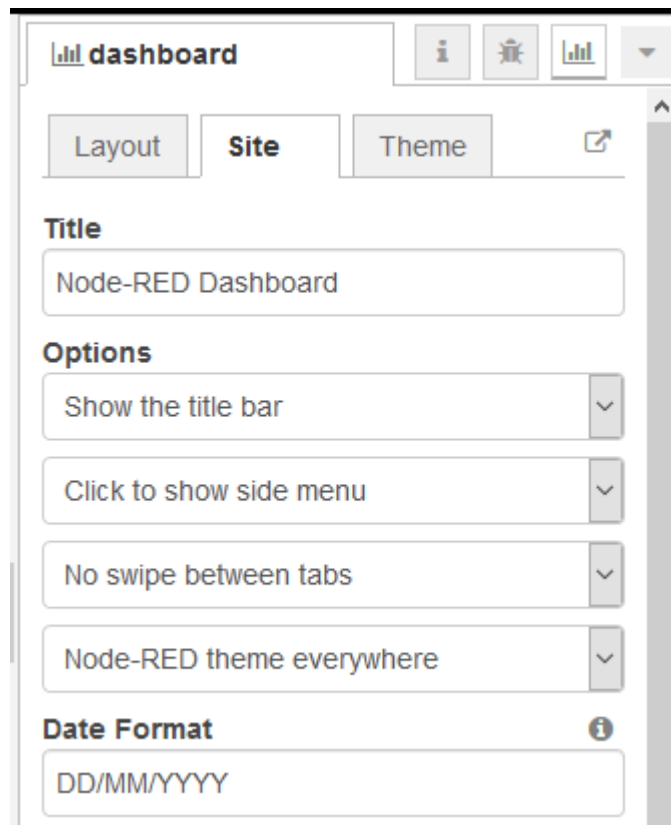 dashboard
Layout Site Theme
Title
Node-RED Dashboard
Options
Show the title bar
Click to show side menu
No swipe between tabs
Node-RED theme everywhere
Date Format
DD/MM/YYYY